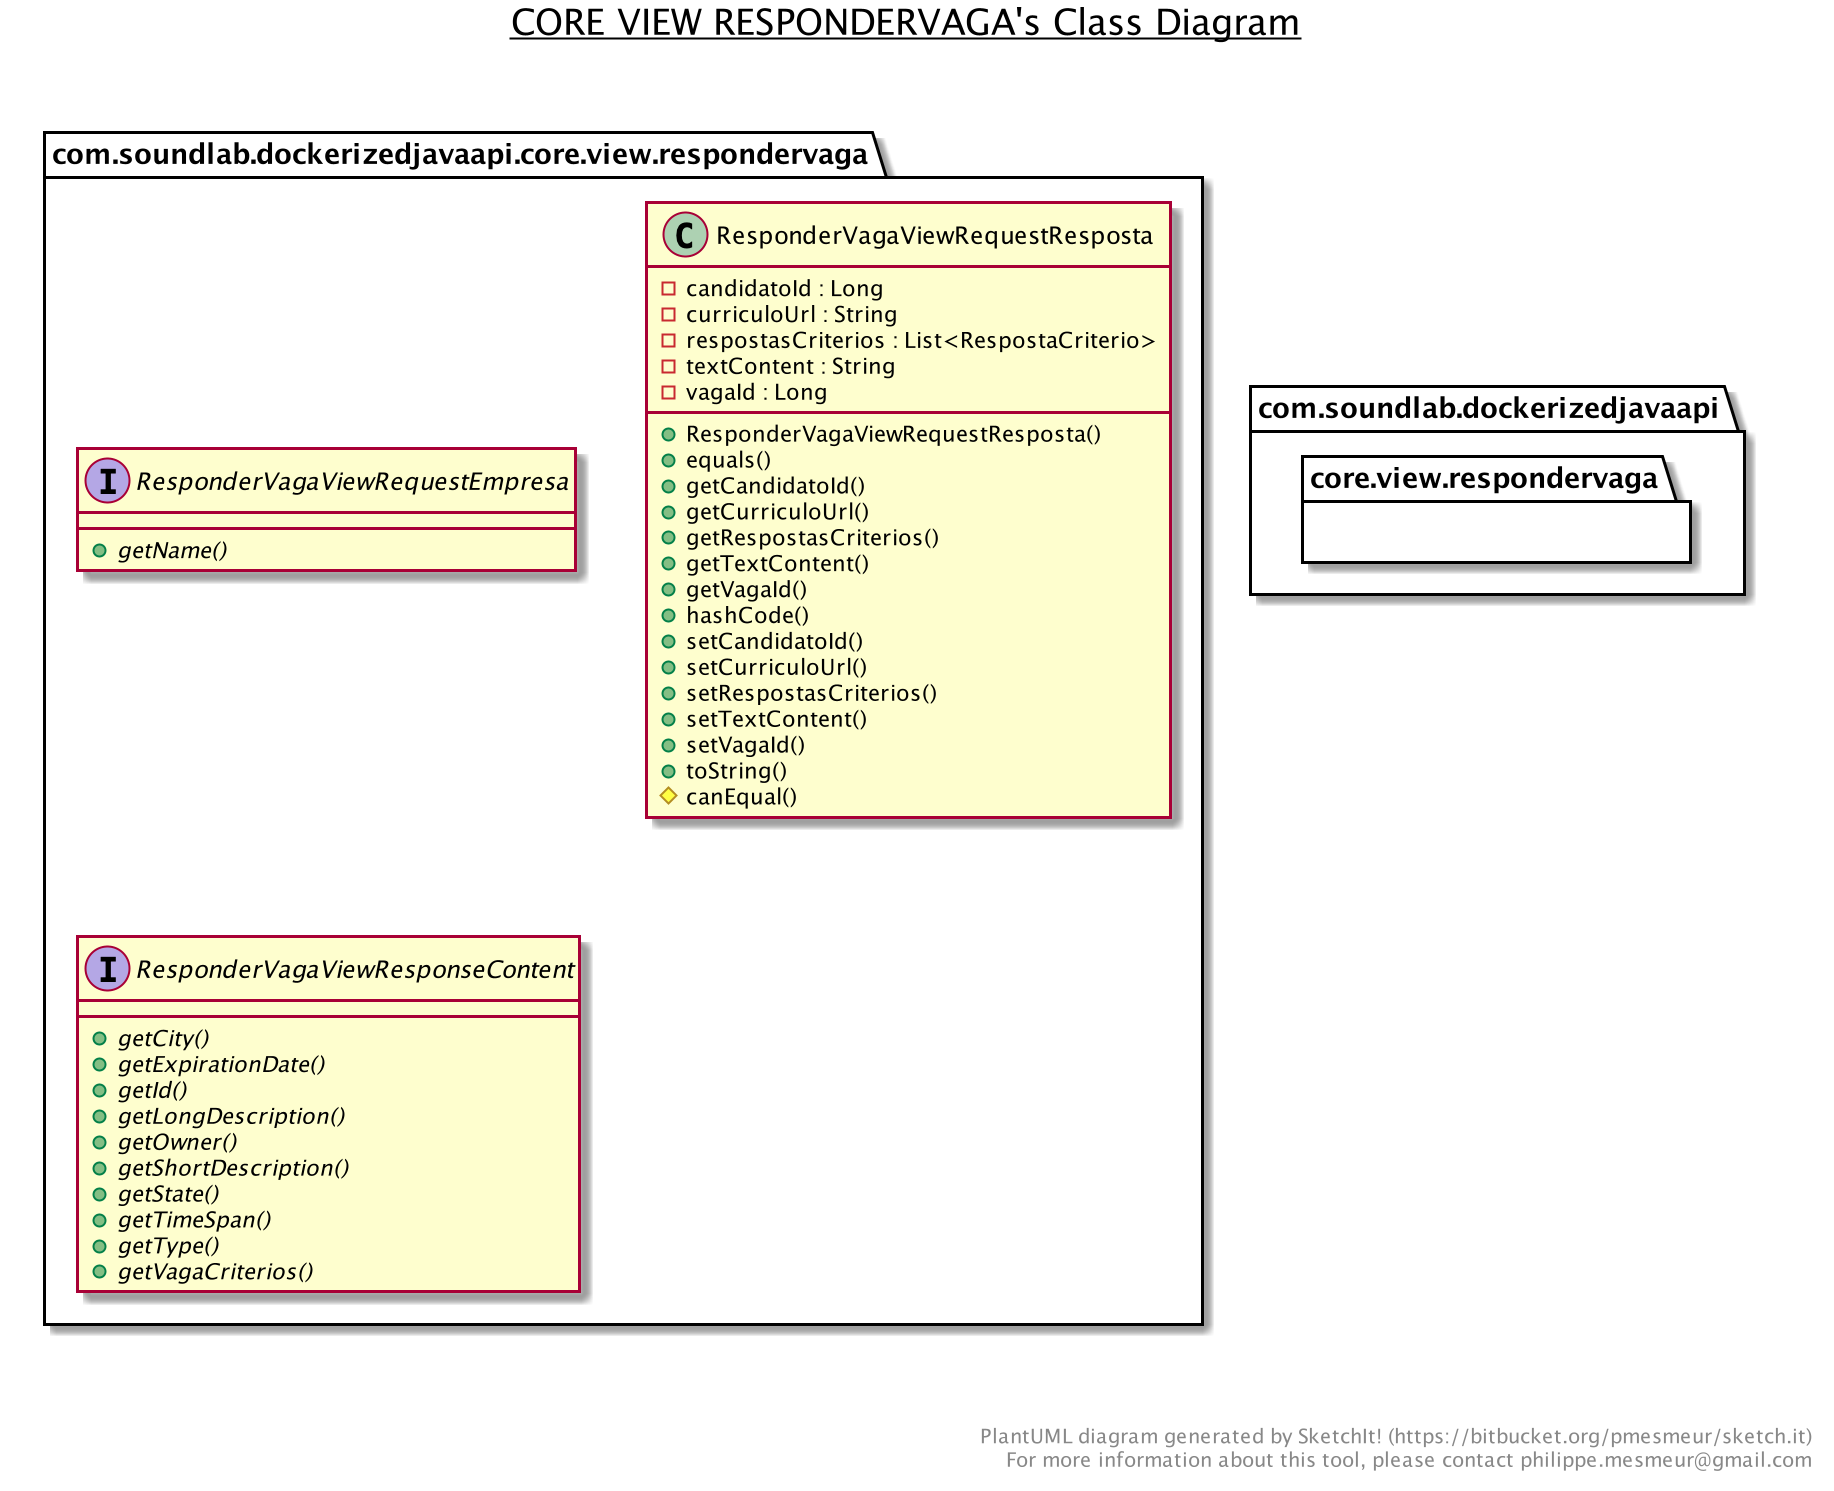 CORE VIEW RESPONDERVAGA's Class Diagram
com.soundlab.dockerizedjavaapi.core.view.respondervaga
C ResponderVagaViewRequestResposta
candidatoId : Long
curriculoUrl : String
respostasCriterios : List<RespostaCriterio>
textContent : String
vagaId : Long
ResponderVagaViewRequestResposta()
equals()
getCandidatoId()
getCurriculoUrl()
getRespostasCriterios()
getTextContent()
getVagaId()
hashCode()
setCandidatoId()
setCurriculoUrl()
setRespostasCriterios()
setTextContent()
setVagaId()
toString()
canEqual()
I ResponderVagaViewRequestEmpresa
getName()
I ResponderVagaViewResponseContent
getCity()
getExpirationDate()
getId()
getLongDescription()
getOwner()
getShortDescription()
getState()
getTimeSpan()
getType()
getVagaCriterios()
com.soundlab.dockerizedjavaapi
core.view.respondervaga
PlantUML diagram generated by SketchIt! (https://bitbucket.org/pmesmeur/sketch.it)
For more information about this tool, please contact philippe.mesmeur@gmail.com